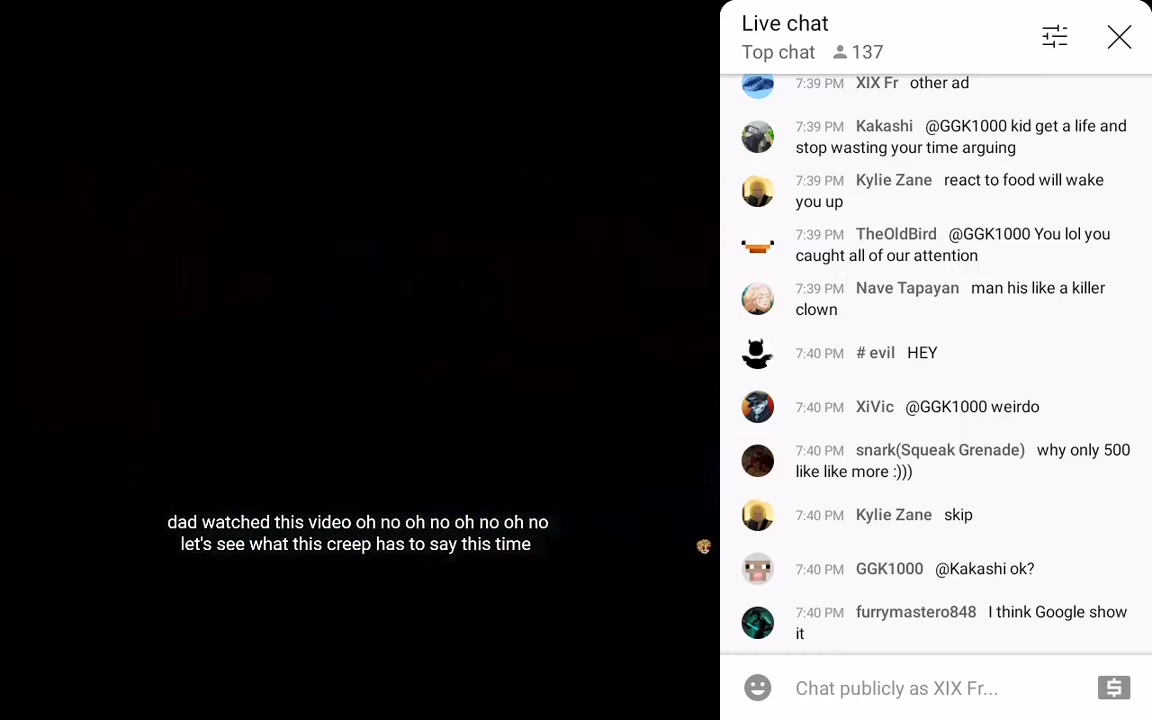 Live chat
Top chat 137
7:39 PM XIX Fr other ad
7:39 PM Kakashi @GGK1000 kid get a life and
stop wasting your time arguing
7:39 PM Kylie Zane react to food will wake
you up
7:39 PM TheOldBird @GGK1000 You lol you
caught all of our attention
7:39 PM Nave Tapayan man his like a killer
clown
7:40 PM # evil HEY
7:40 PM XiVic @GGK1000 weirdo
7:40 PM snark(Squeak Grenade) why only 500
like like more :)))
7:40 PM Kylie Zane skip
7:40 PM GGK1000 @Kakashi ok?
7:40 PM furrymastero848 I think Google show
it
Chat publicly as XIX Fr...
dad watched this video oh no oh no oh no oh no
let's see what this creep has to say this time